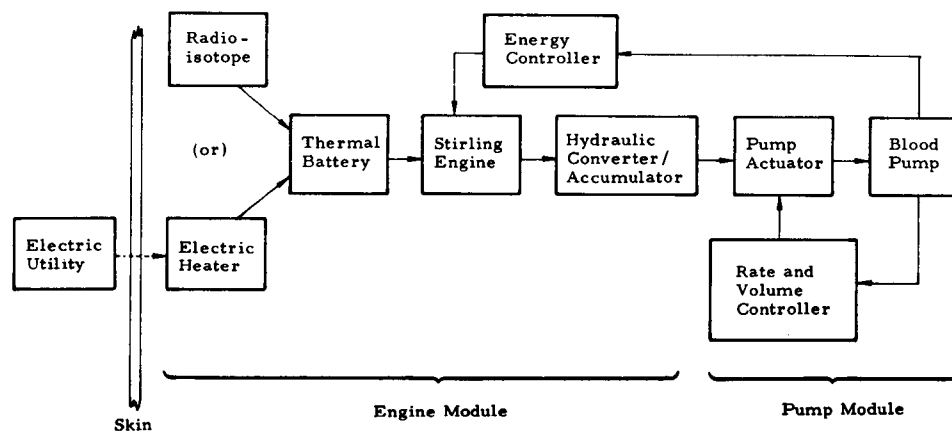 Radio-
isotope
Energy
Controller
(or)
Thermal
Battery
Stirling
Engine
Hydraulic
Converter/
Accumulator
Pump
Actuator
Blood
Pump
Electric
Utility
Electric
Heater
Rate and
Volume
Controller
Engine Module
Pump Module
Skin